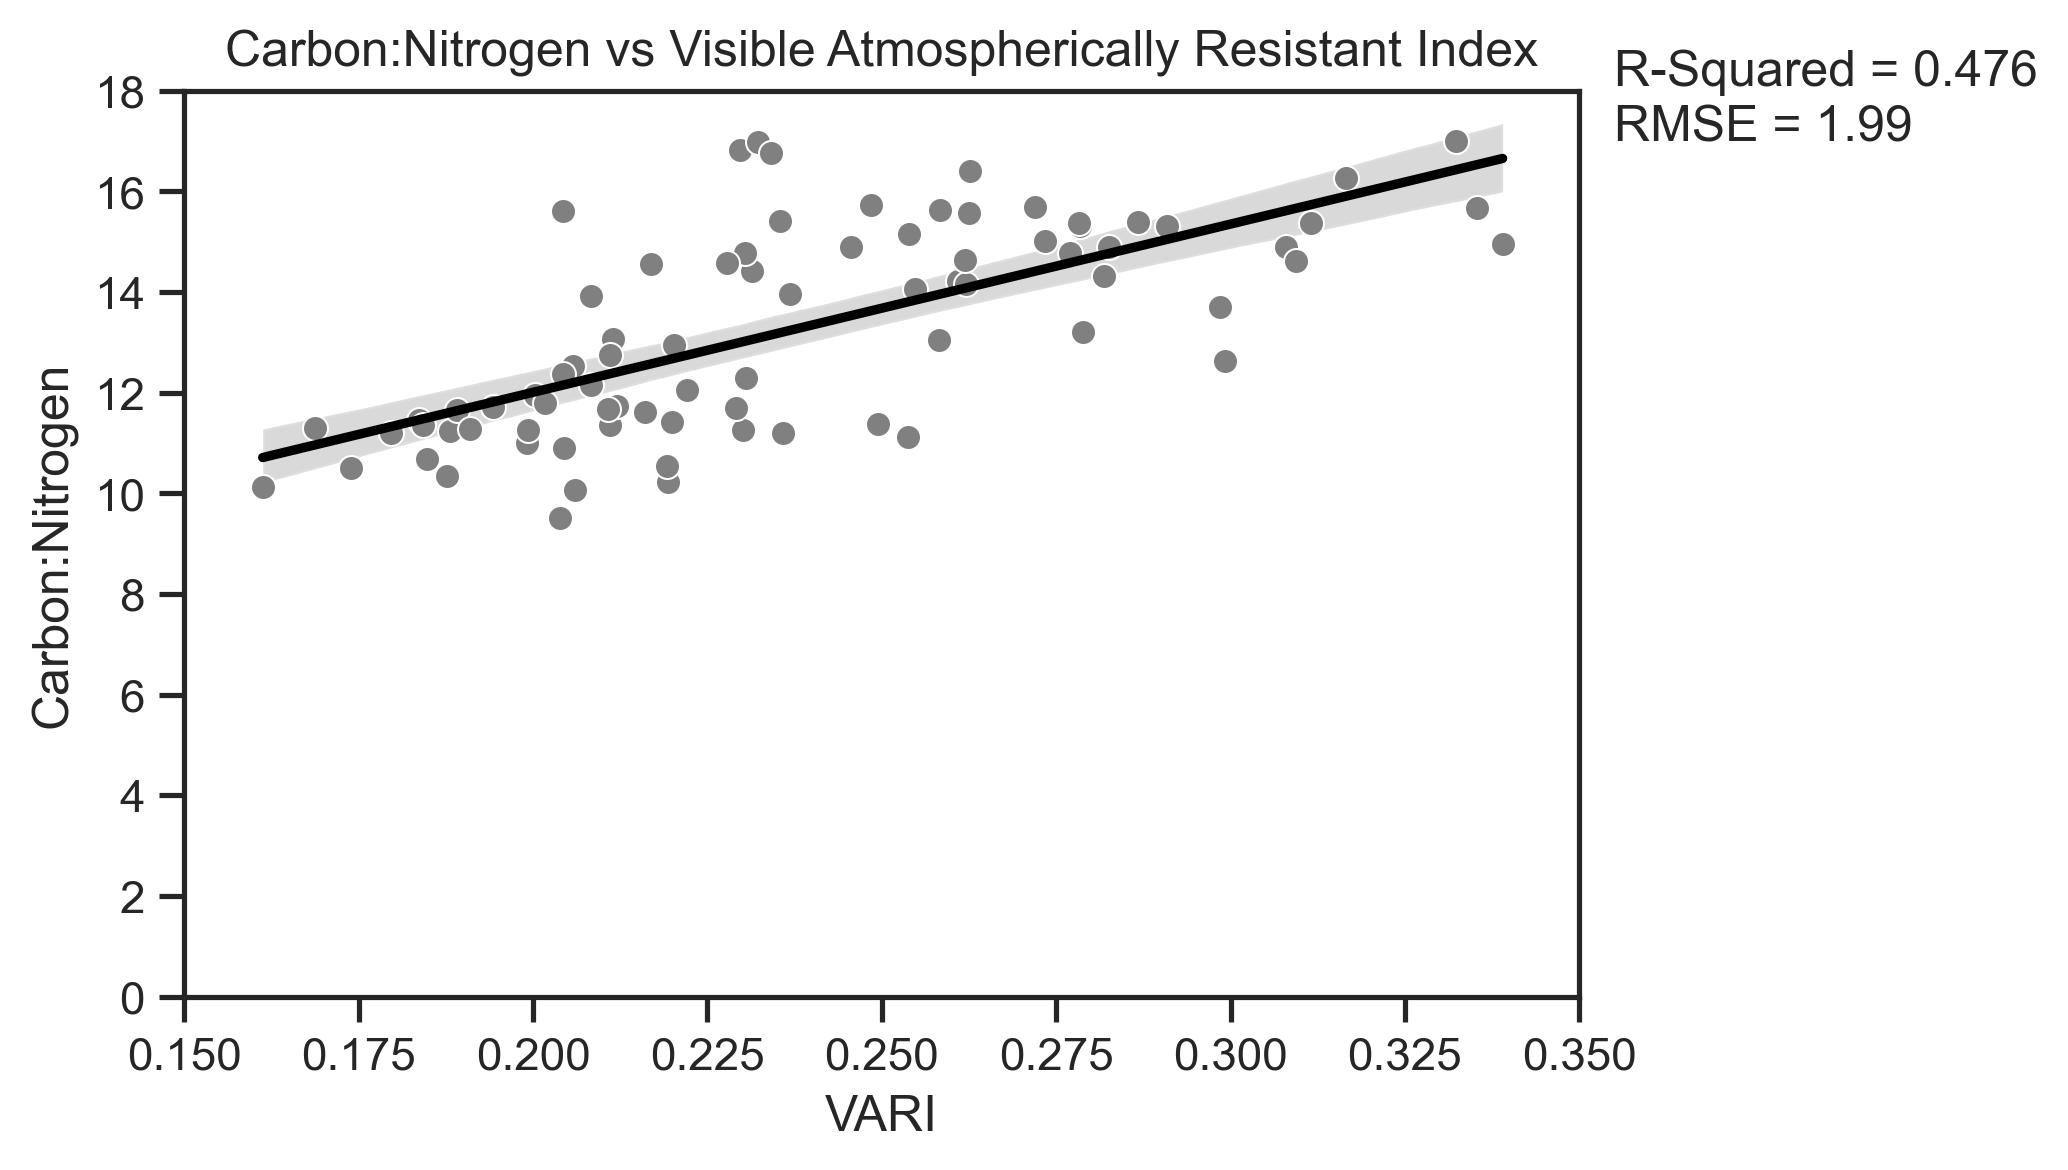 Carbon:Nitrogen vs Visible Atmospherically Resistant Index
R-Squared = 0.476
RMSE = 1.99
Carbon:Nitrogen
18
16
14
12
10
8
6
4
2
0
0.150 0.175 0.200 0.225 0.250 0.275 0.300 0.325 0.350
VARI